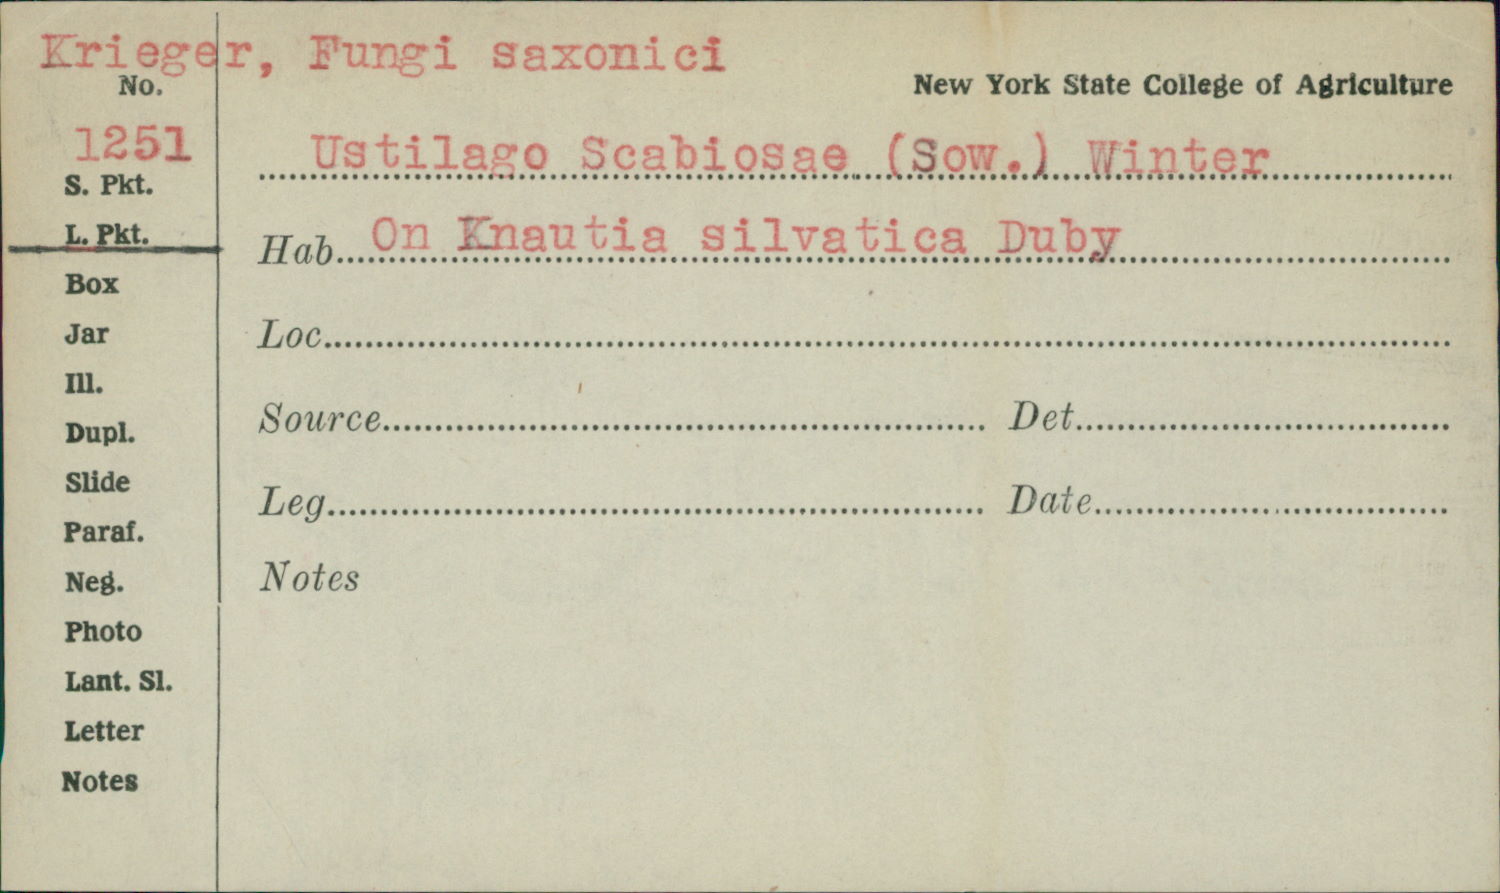 Krieger, Fungi saxonici
No.
New York State College of Agriculture
1251
Ustilago Scabiosae (Sow.) Winter
S. Pkt.
L. Pkt.
Hab. On Knautia silvatica Duby
Box
Jar
Loc.
Ill.
Dupl.
Source Det.
Slide
Leg. Date
Paraf.
Neg.
Notes
Photo
Lant. Sl.
Letter
Notes